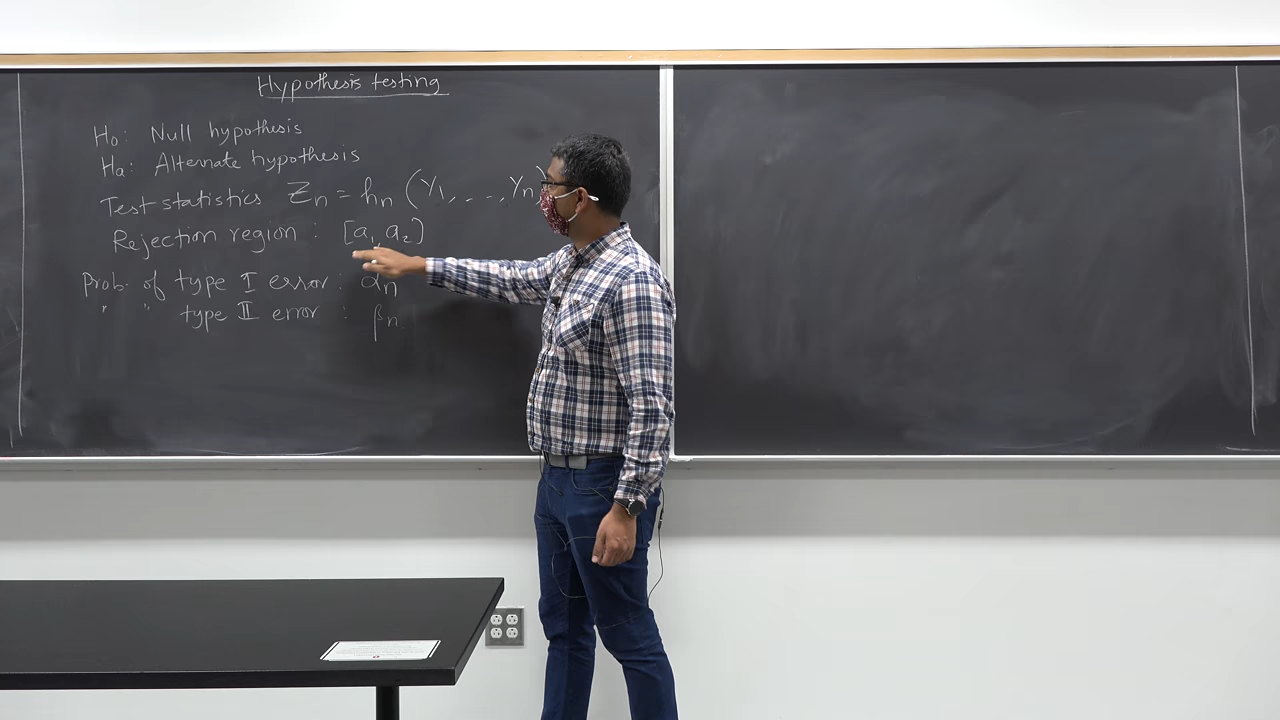 Hypothesis testing
Ho: Null hypothesis
Ha: Alternate hypothesis
Test statistics Zn = hn (Y1, . . . , Yn)
Rejection region : [a1, a2]
Prob. of type I error : αn
" " type II error : βn